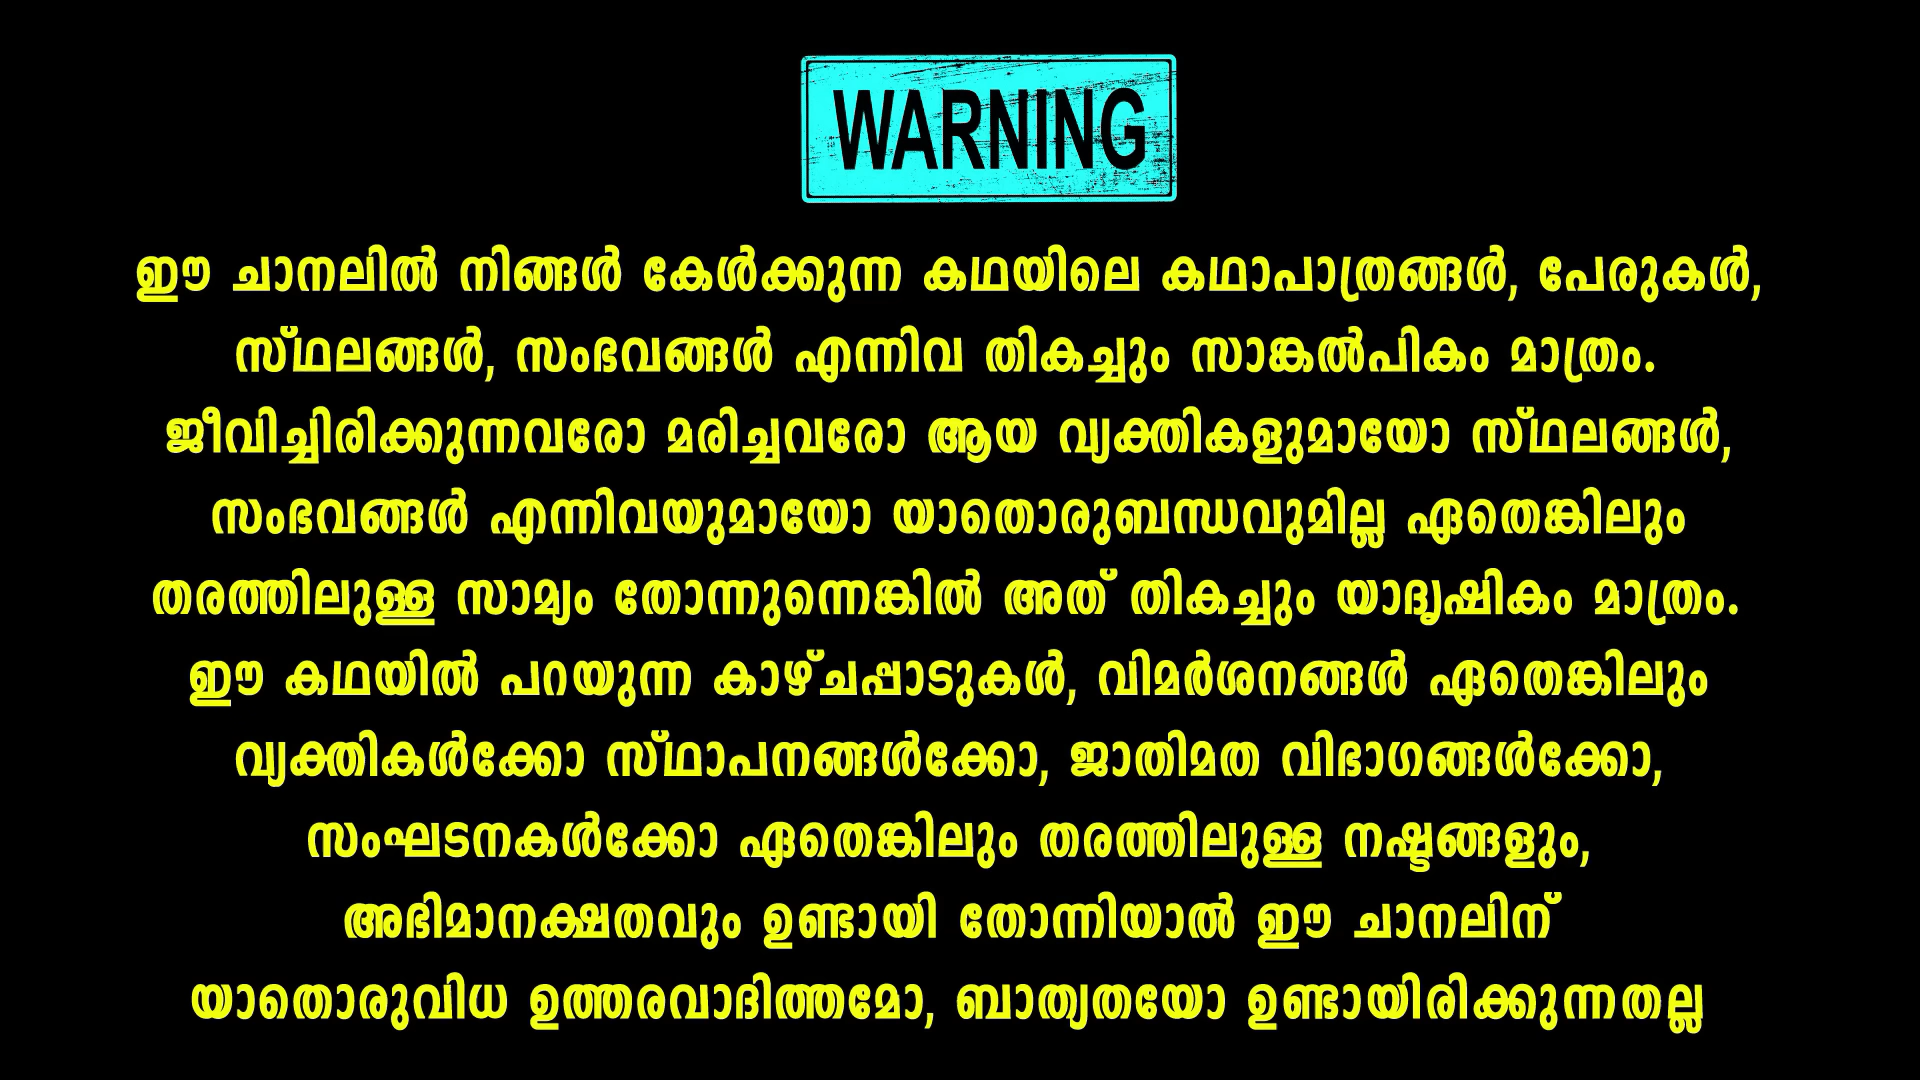 WARNING
ഈ ചാനലിൽ നിങ്ങൾ കേൾക്കുന്ന കഥയിലെ കഥാപാത്രങ്ങൾ, പേരുകൾ,
സ്ഥലങ്ങൾ, സംഭവങ്ങൾ എന്നിവ തികച്ചും സാങ്കൽപികം മാത്രം.
ജീവിച്ചിരിക്കുന്നവരോ മരിച്ചവരോ ആയ വ്യക്തികളുമായോ സ്ഥലങ്ങൾ,
സംഭവങ്ങൾ എന്നിവയുമായോ യാതൊരുബന്ധവുമില്ല ഏതെങ്കിലും
തരത്തിലുള്ള സാമ്യം തോന്നുന്നെങ്കിൽ അത് തികച്ചും യാദൃഷികം മാത്രം.
ഈ കഥയിൽ പറയുന്ന കാഴ്ചപ്പാടുകൾ, വിമർശനങ്ങൾ ഏതെങ്കിലും
വ്യക്തികൾക്കോ സ്ഥാപനങ്ങൾക്കോ, ജാതിമത വിഭാഗങ്ങൾക്കോ,
സംഘടനകൾക്കോ ഏതെങ്കിലും തരത്തിലുള്ള നഷ്ടങ്ങളും,
അഭിമാനക്ഷതവും ഉണ്ടായി തോന്നിയാൽ ഈ ചാനലിന്
യാതൊരുവിധ ഉത്തരവാദിത്തമോ, ബാത്യതയോ ഉണ്ടായിരിക്കുന്നതല്ല